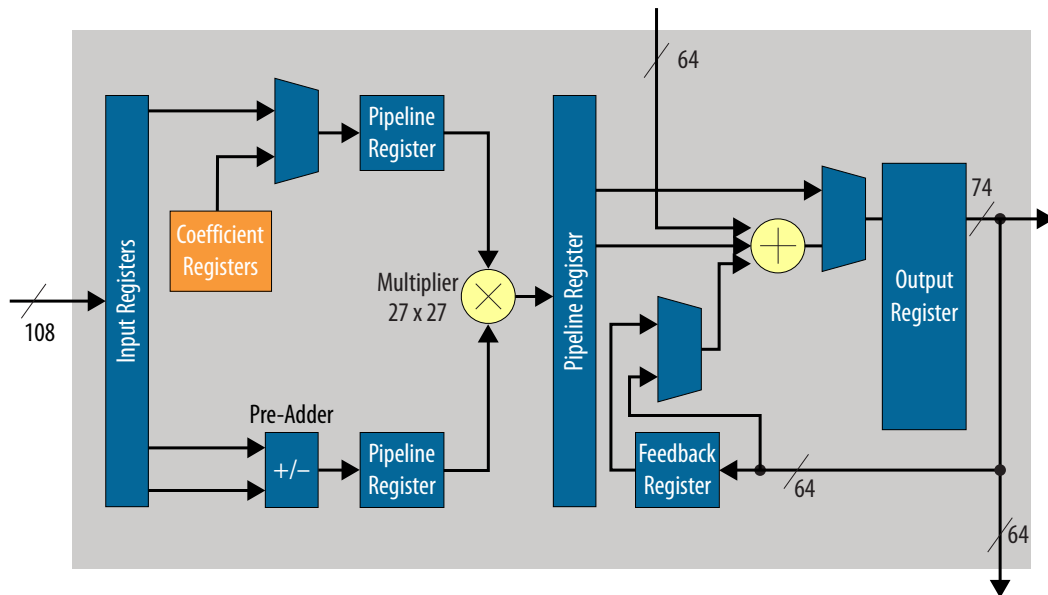 64
Input Registers
Pipeline
Register
Coefficient
Registers
Multiplier
27 x 27
Pipeline Register
74
Output
Register
108
Pre-Adder
+/−
Pipeline
Register
Feedback
Register
64
64